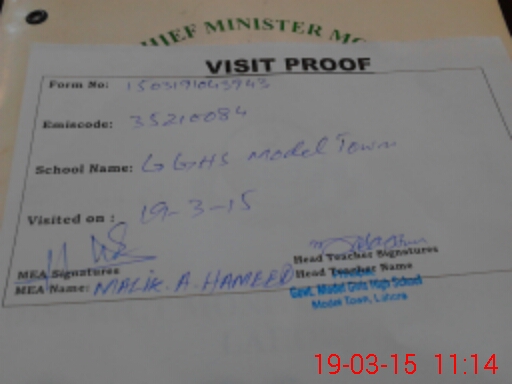 HIEF MINISTER MO
VISIT PROOF
Form No: 1503191043943
Emiscode: 35210084
School Name: GGHS Model Town
Visited on : 19-3-15
MEA Signatures
MEA Name: MALIK. A. HAMEED
Head Teacher Signatures
Head Teacher Name
Govt. Model Girls High School
Model Town, Lahore
19-03-15 11:14